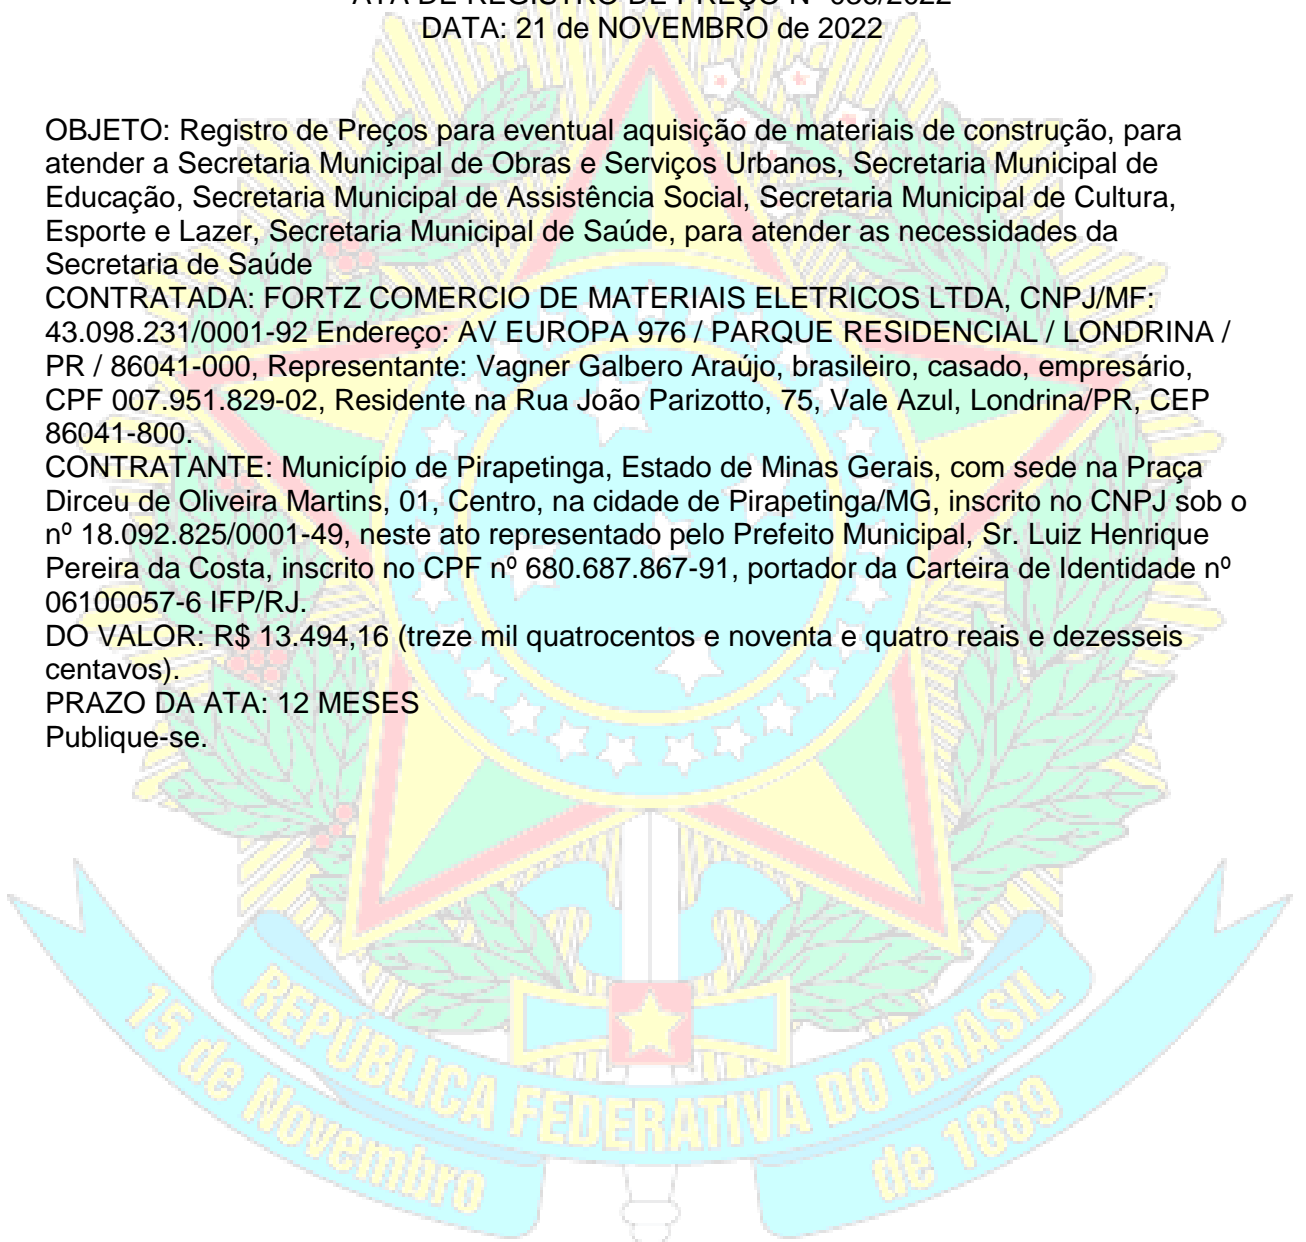 ATA DE REGISTRO DE PREÇO Nº
DATA: 21 de NOVEMBRO de 2022
OBJETO: Registro de Preços para eventual aquisição de materiais de construção, para
atender a Secretaria Municipal de Obras e Serviços Urbanos, Secretaria Municipal de
Educação, Secretaria Municipal de Assistência Social, Secretaria Municipal de Cultura,
Esporte e Lazer, Secretaria Municipal de Saúde, para atender as necessidades da
Secretaria de Saúde
CONTRATADA: FORTZ COMERCIO DE MATERIAIS ELETRICOS LTDA, CNPJ/MF:
43.098.231/0001-92 Endereço: AV EUROPA 976 / PARQUE RESIDENCIAL / LONDRINA /
PR / 86041-000, Representante: Vagner Galbero Araújo, brasileiro, casado, empresário,
CPF 007.951.829-02, Residente na Rua João Parizotto, 75, Vale Azul, Londrina/PR, CEP
86041-800.
CONTRATANTE: Município de Pirapetinga, Estado de Minas Gerais, com sede na Praça
Dirceu de Oliveira Martins, 01, Centro, na cidade de Pirapetinga/MG, inscrito no CNPJ sob o
nº 18.092.825/0001-49, neste ato representado pelo Prefeito Municipal, Sr. Luiz Henrique
Pereira da Costa, inscrito no CPF nº 680.687.867-91, portador da Carteira de Identidade nº
06100057-6 IFP/RJ.
DO VALOR: R$ 13.494,16 (treze mil quatrocentos e noventa e quatro reais e dezesseis
centavos).
PRAZO DA ATA: 12 MESES
Publique-se.
REPÚBLICA FEDERATIVA DO BRASIL
15 de Novembro de 1889